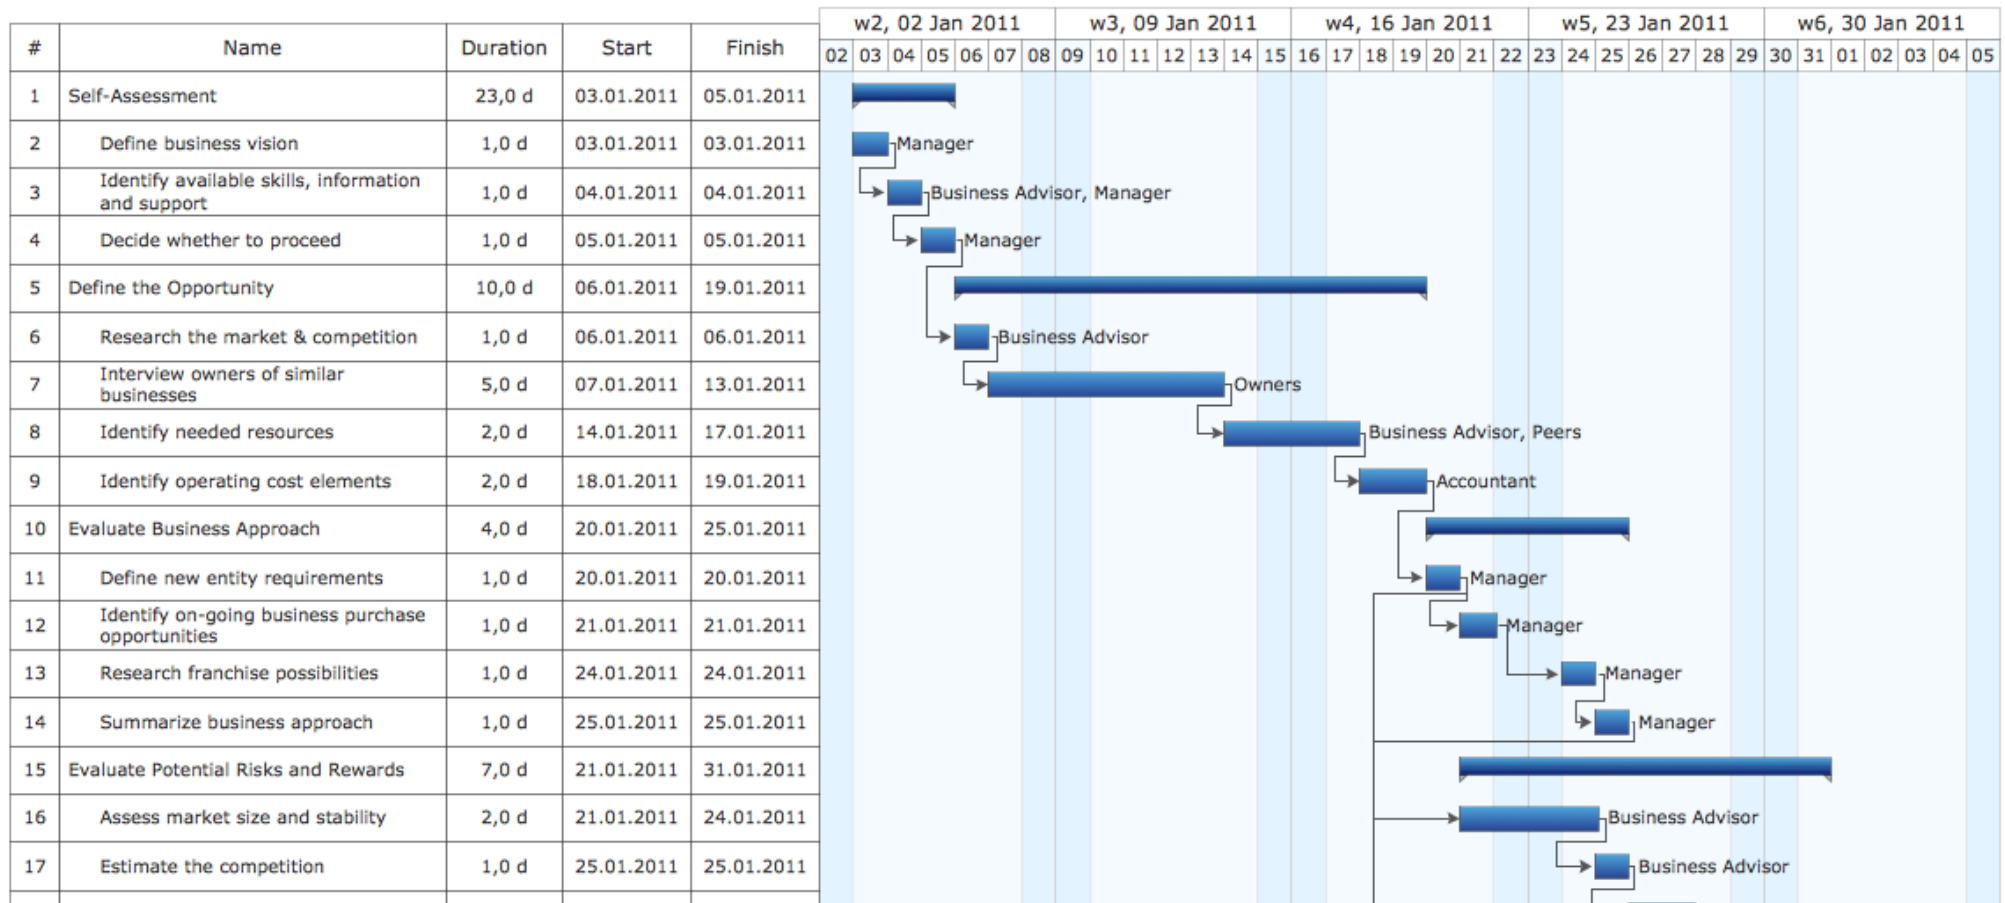 w2, 02 Jan 2011 w3, 09 Jan 2011 w4, 16 Jan 2011 w5, 23 Jan 2011 w6, 30 Jan 2011
# Name Duration Start Finish
02 03 04 05 06 07 08 09 10 11 12 13 14 15 16 17 18 19 20 21 22 23 24 25 26 27 28 29 30 31 01 02 03 04 05
1 Self-Assessment 23,0 d 03.01.2011 05.01.2011
2 Define business vision 1,0 d 03.01.2011 03.01.2011 Manager
3 Identify available skills, information
and support 1,0 d 04.01.2011 04.01.2011 Business Advisor, Manager
4 Decide whether to proceed 1,0 d 05.01.2011 05.01.2011 Manager
5 Define the Opportunity 10,0 d 06.01.2011 19.01.2011
6 Research the market & competition 1,0 d 06.01.2011 06.01.2011 Business Advisor
7 Interview owners of similar
businesses 5,0 d 07.01.2011 13.01.2011 Owners
8 Identify needed resources 2,0 d 14.01.2011 17.01.2011 Business Advisor, Peers
9 Identify operating cost elements 2,0 d 18.01.2011 19.01.2011 Accountant
10 Evaluate Business Approach 4,0 d 20.01.2011 25.01.2011
11 Define new entity requirements 1,0 d 20.01.2011 20.01.2011 Manager
12 Identify on-going business purchase
opportunities 1,0 d 21.01.2011 21.01.2011 Manager
13 Research franchise possibilities 1,0 d 24.01.2011 24.01.2011 Manager
14 Summarize business approach 1,0 d 25.01.2011 25.01.2011 Manager
15 Evaluate Potential Risks and Rewards 7,0 d 21.01.2011 31.01.2011
16 Assess market size and stability 2,0 d 21.01.2011 24.01.2011 Business Advisor
17 Estimate the competition 1,0 d 25.01.2011 25.01.2011 Business Advisor